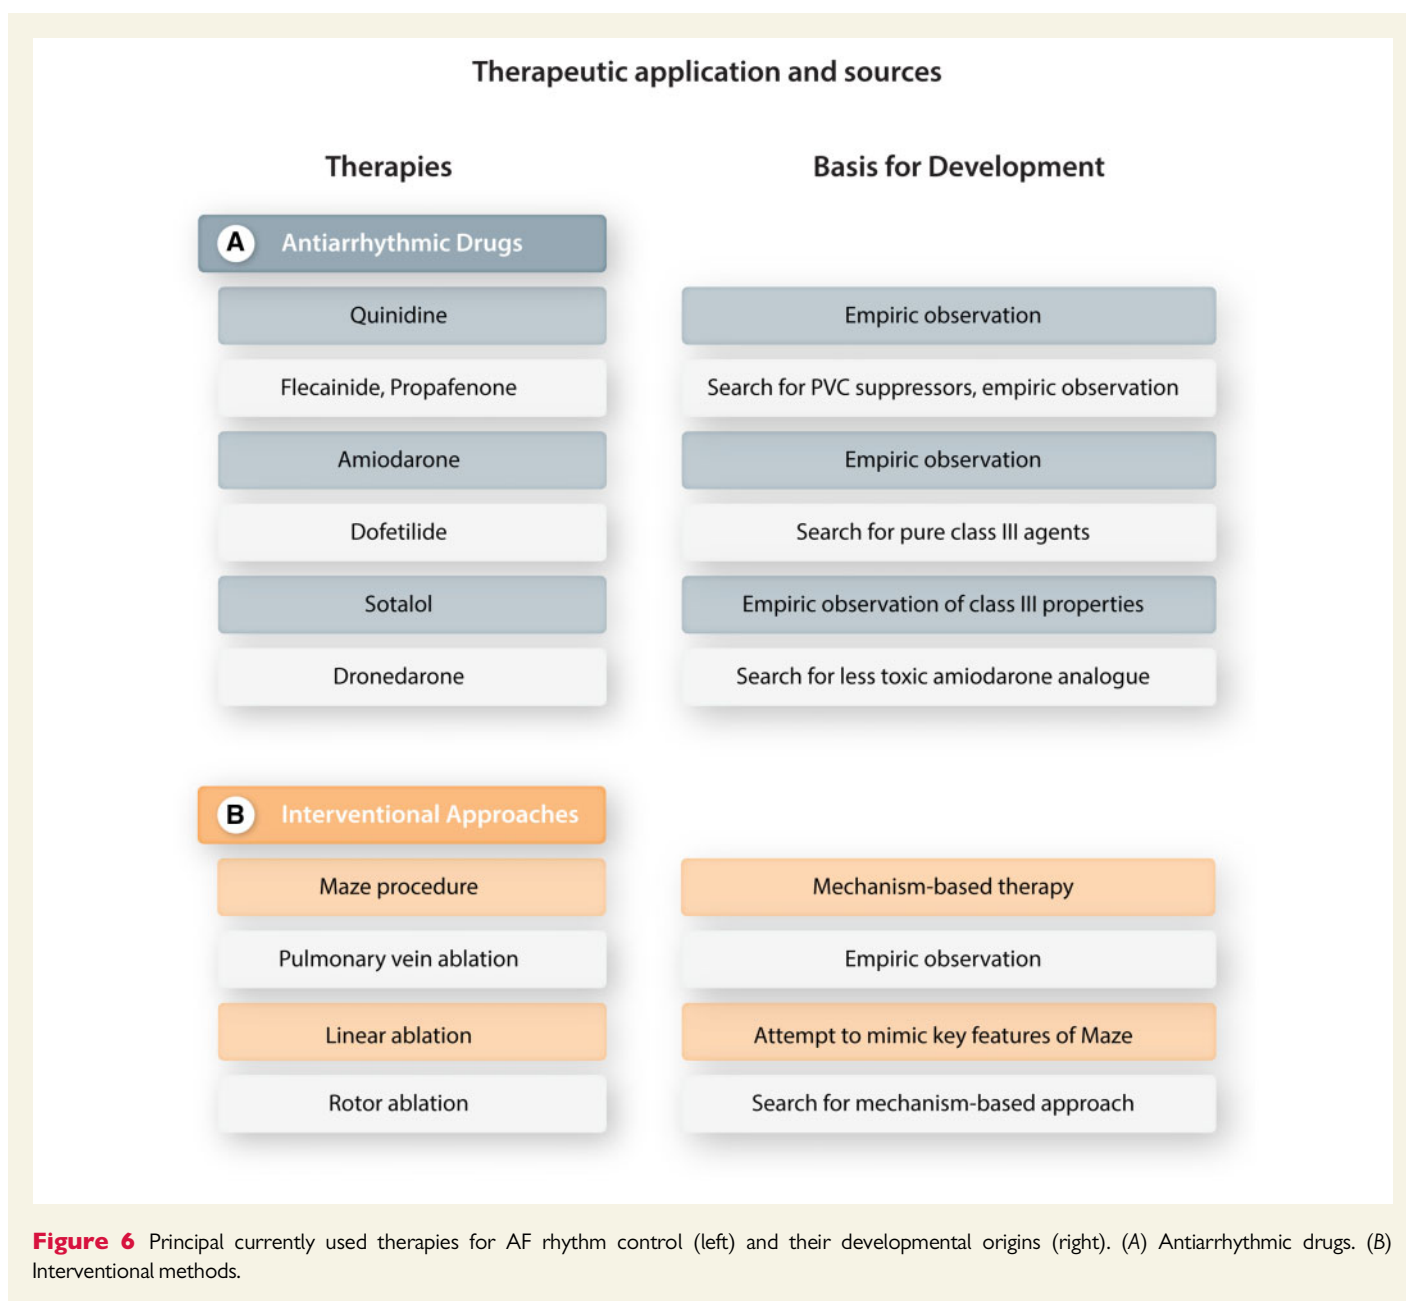 Therapeutic application and sources
Therapies
Basis for Development
A Antiarrhythmic Drugs
Quinidine
Empiric observation
Flecainide, Propafenone
Search for PVC suppressors, empiric observation
Amiodarone
Empiric observation
Dofetilide
Search for pure class III agents
Sotalol
Empiric observation of class III properties
Dronedarone
Search for less toxic amiodarone analogue
B Interventional Approaches
Maze procedure
Mechanism-based therapy
Pulmonary vein ablation
Empiric observation
Linear ablation
Attempt to mimic key features of Maze
Rotor ablation
Search for mechanism-based approach
Figure 6 Principal currently used therapies for AF rhythm control (left) and their developmental origins (right). (A) Antiarrhythmic drugs. (B)
Interventional methods.